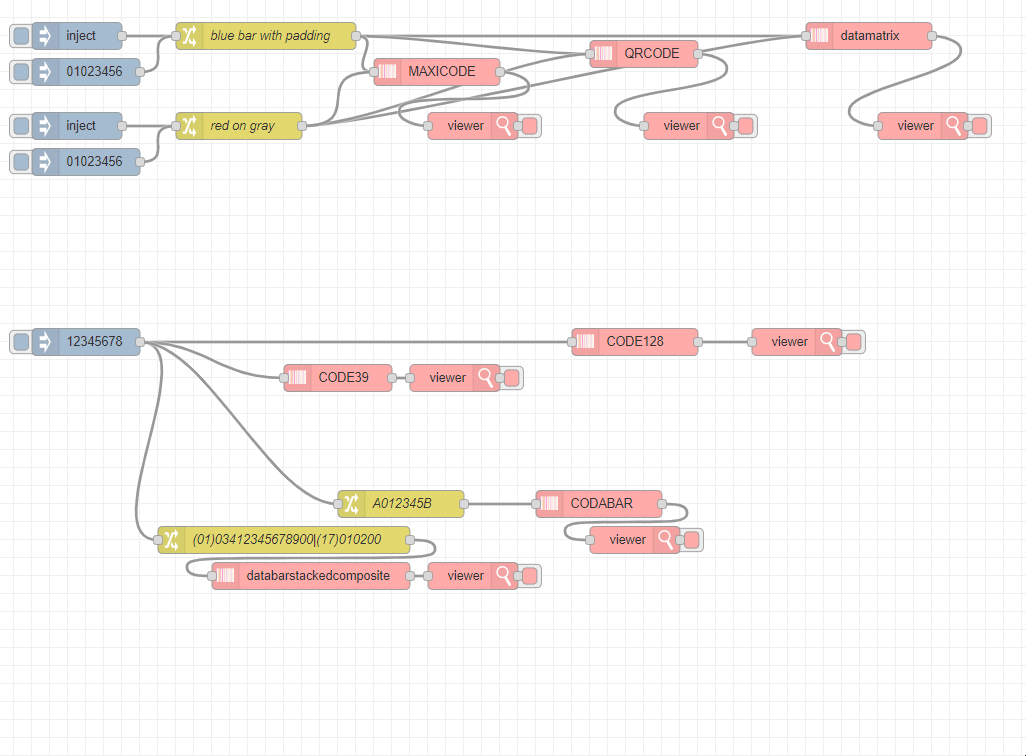 inject
blue bar with padding
datamatrix
QRCODE
01023456
MAXICODE
inject
red on gray
viewer
viewer
viewer
01023456
12345678
CODE128
viewer
CODE39
viewer
A012345B
CODABAR
(01)03412345678900|(17)010200
viewer
databarstackedcomposite
viewer